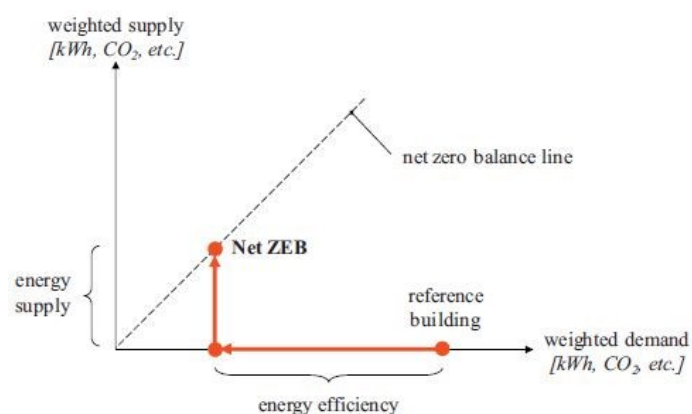 weighted supply
[kWh, CO₂, etc.]
net zero balance line
Net ZEB
energy
supply
reference
building
weighted demand
[kWh, CO₂, etc.]
energy efficiency